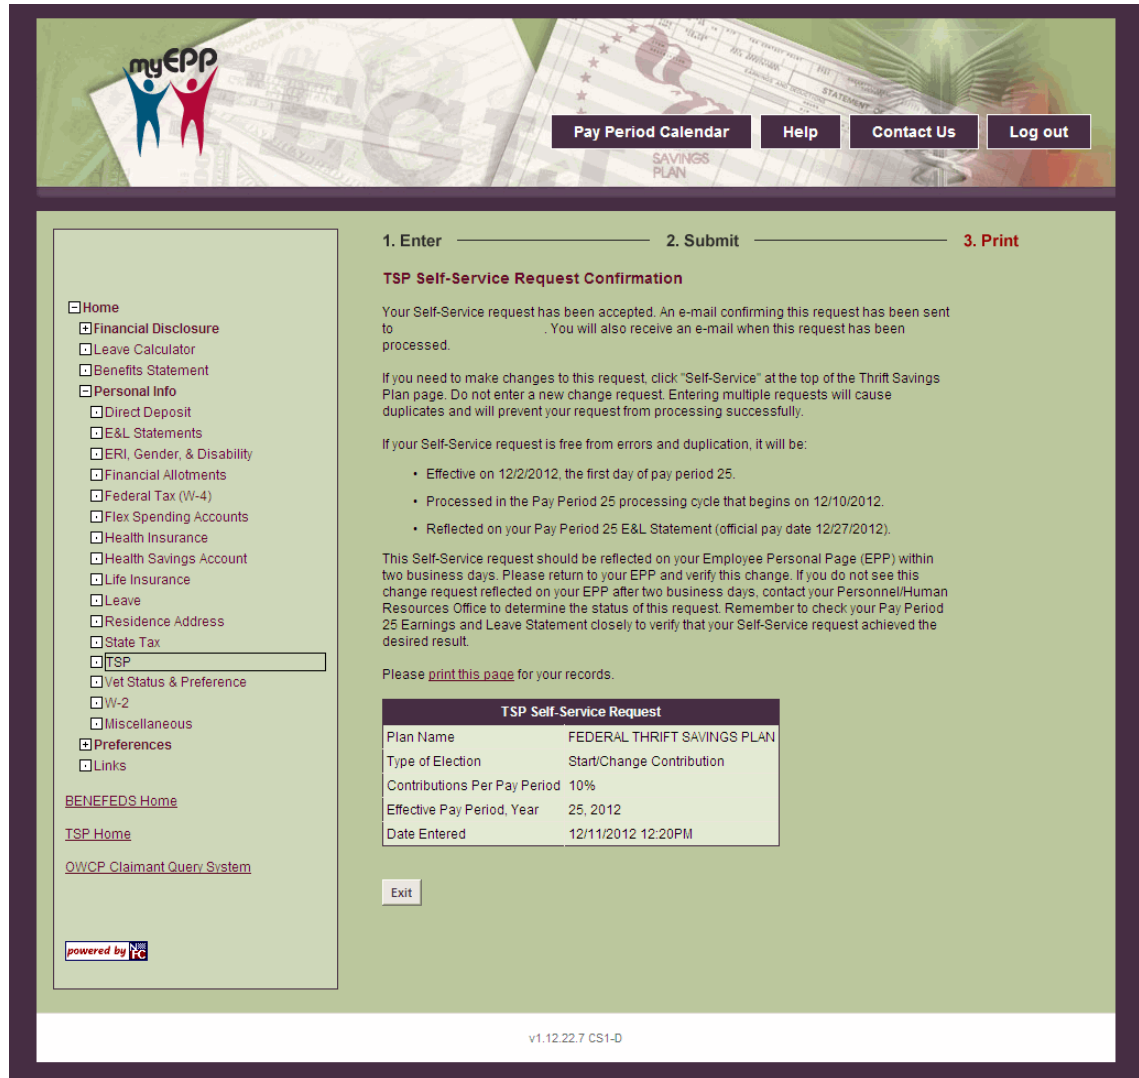 myEPP
Pay Period Calendar
Help
Contact Us
Log out
SAVINGS
PLAN
STATEMENT OF
1. Enter
2. Submit
3. Print
TSP Self-Service Request Confirmation
Your Self-Service request has been accepted. An e-mail confirming this request has been sent
to . You will also receive an e-mail when this request has been
processed.
If you need to make changes to this request, click "Self-Service" at the top of the Thrift Savings
Plan page. Do not enter a new change request. Entering multiple requests will cause
duplicates and will prevent your request from processing successfully.
If your Self-Service request is free from errors and duplication, it will be:
• Effective on 12/2/2012, the first day of pay period 25.
• Processed in the Pay Period 25 processing cycle that begins on 12/10/2012.
• Reflected on your Pay Period 25 E&L Statement (official pay date 12/27/2012).
This Self-Service request should be reflected on your Employee Personal Page (EPP) within
two business days. Please return to your EPP and verify this change. If you do not see this
change request reflected on your EPP after two business days, contact your Personnel/Human
Resources Office to determine the status of this request. Remember to check your Pay Period
25 Earnings and Leave Statement closely to verify that your Self-Service request achieved the
desired result.
Please print this page for your records.
TSP Self-Service Request
Plan Name FEDERAL THRIFT SAVINGS PLAN
Type of Election Start/Change Contribution
Contributions Per Pay Period 10%
Effective Pay Period, Year 25, 2012
Date Entered 12/11/2012 12:20PM
Exit
Home
Financial Disclosure
Leave Calculator
Benefits Statement
Personal Info
Direct Deposit
E&L Statements
ERI, Gender, & Disability
Financial Allotments
Federal Tax (W-4)
Flex Spending Accounts
Health Insurance
Health Savings Account
Life Insurance
Leave
Residence Address
State Tax
TSP
Vet Status & Preference
W-2
Miscellaneous
Preferences
Links
BENEFEDS Home
TSP Home
OWCP Claimant Query System
powered by NFC
v1.12.22.7 CS1-D